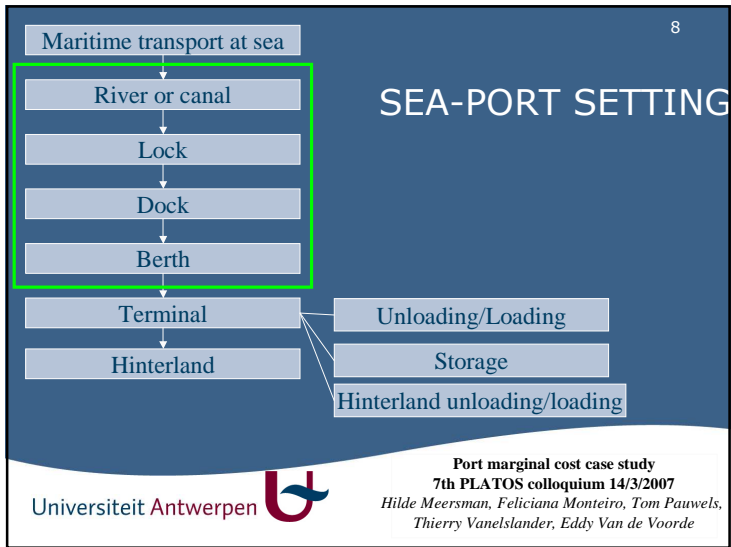 8
SEA-PORT SETTING
Maritime transport at sea
River or canal
Lock
Dock
Berth
Terminal
Hinterland
Unloading/Loading
Storage
Hinterland unloading/loading
Universiteit Antwerpen
Port marginal cost case study
7th PLATOS colloquium 14/3/2007
Hilde Meersman, Feliciana Monteiro, Tom Pauwels,
Thierry Vanelslander, Eddy Van de Voorde